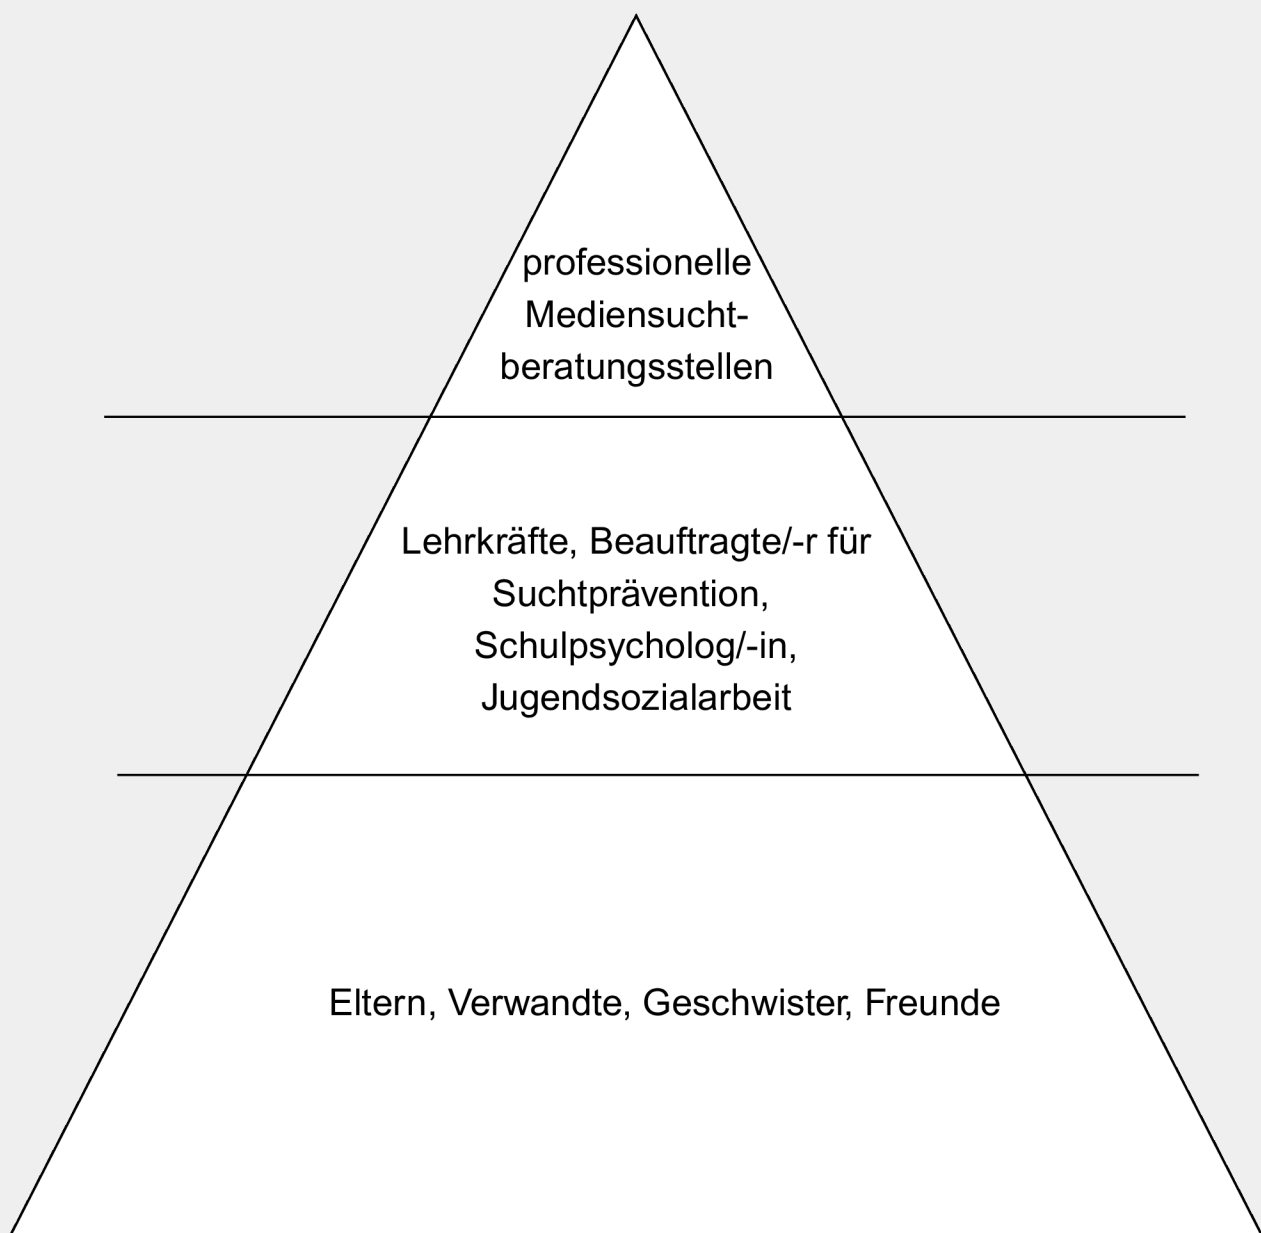 professionelle
Mediensucht-
beratungsstellen
Lehrkräfte, Beauftragte/-r für
Suchtprävention,
Schulpsycholog/-in,
Jugendsozialarbeit
Eltern, Verwandte, Geschwister, Freunde